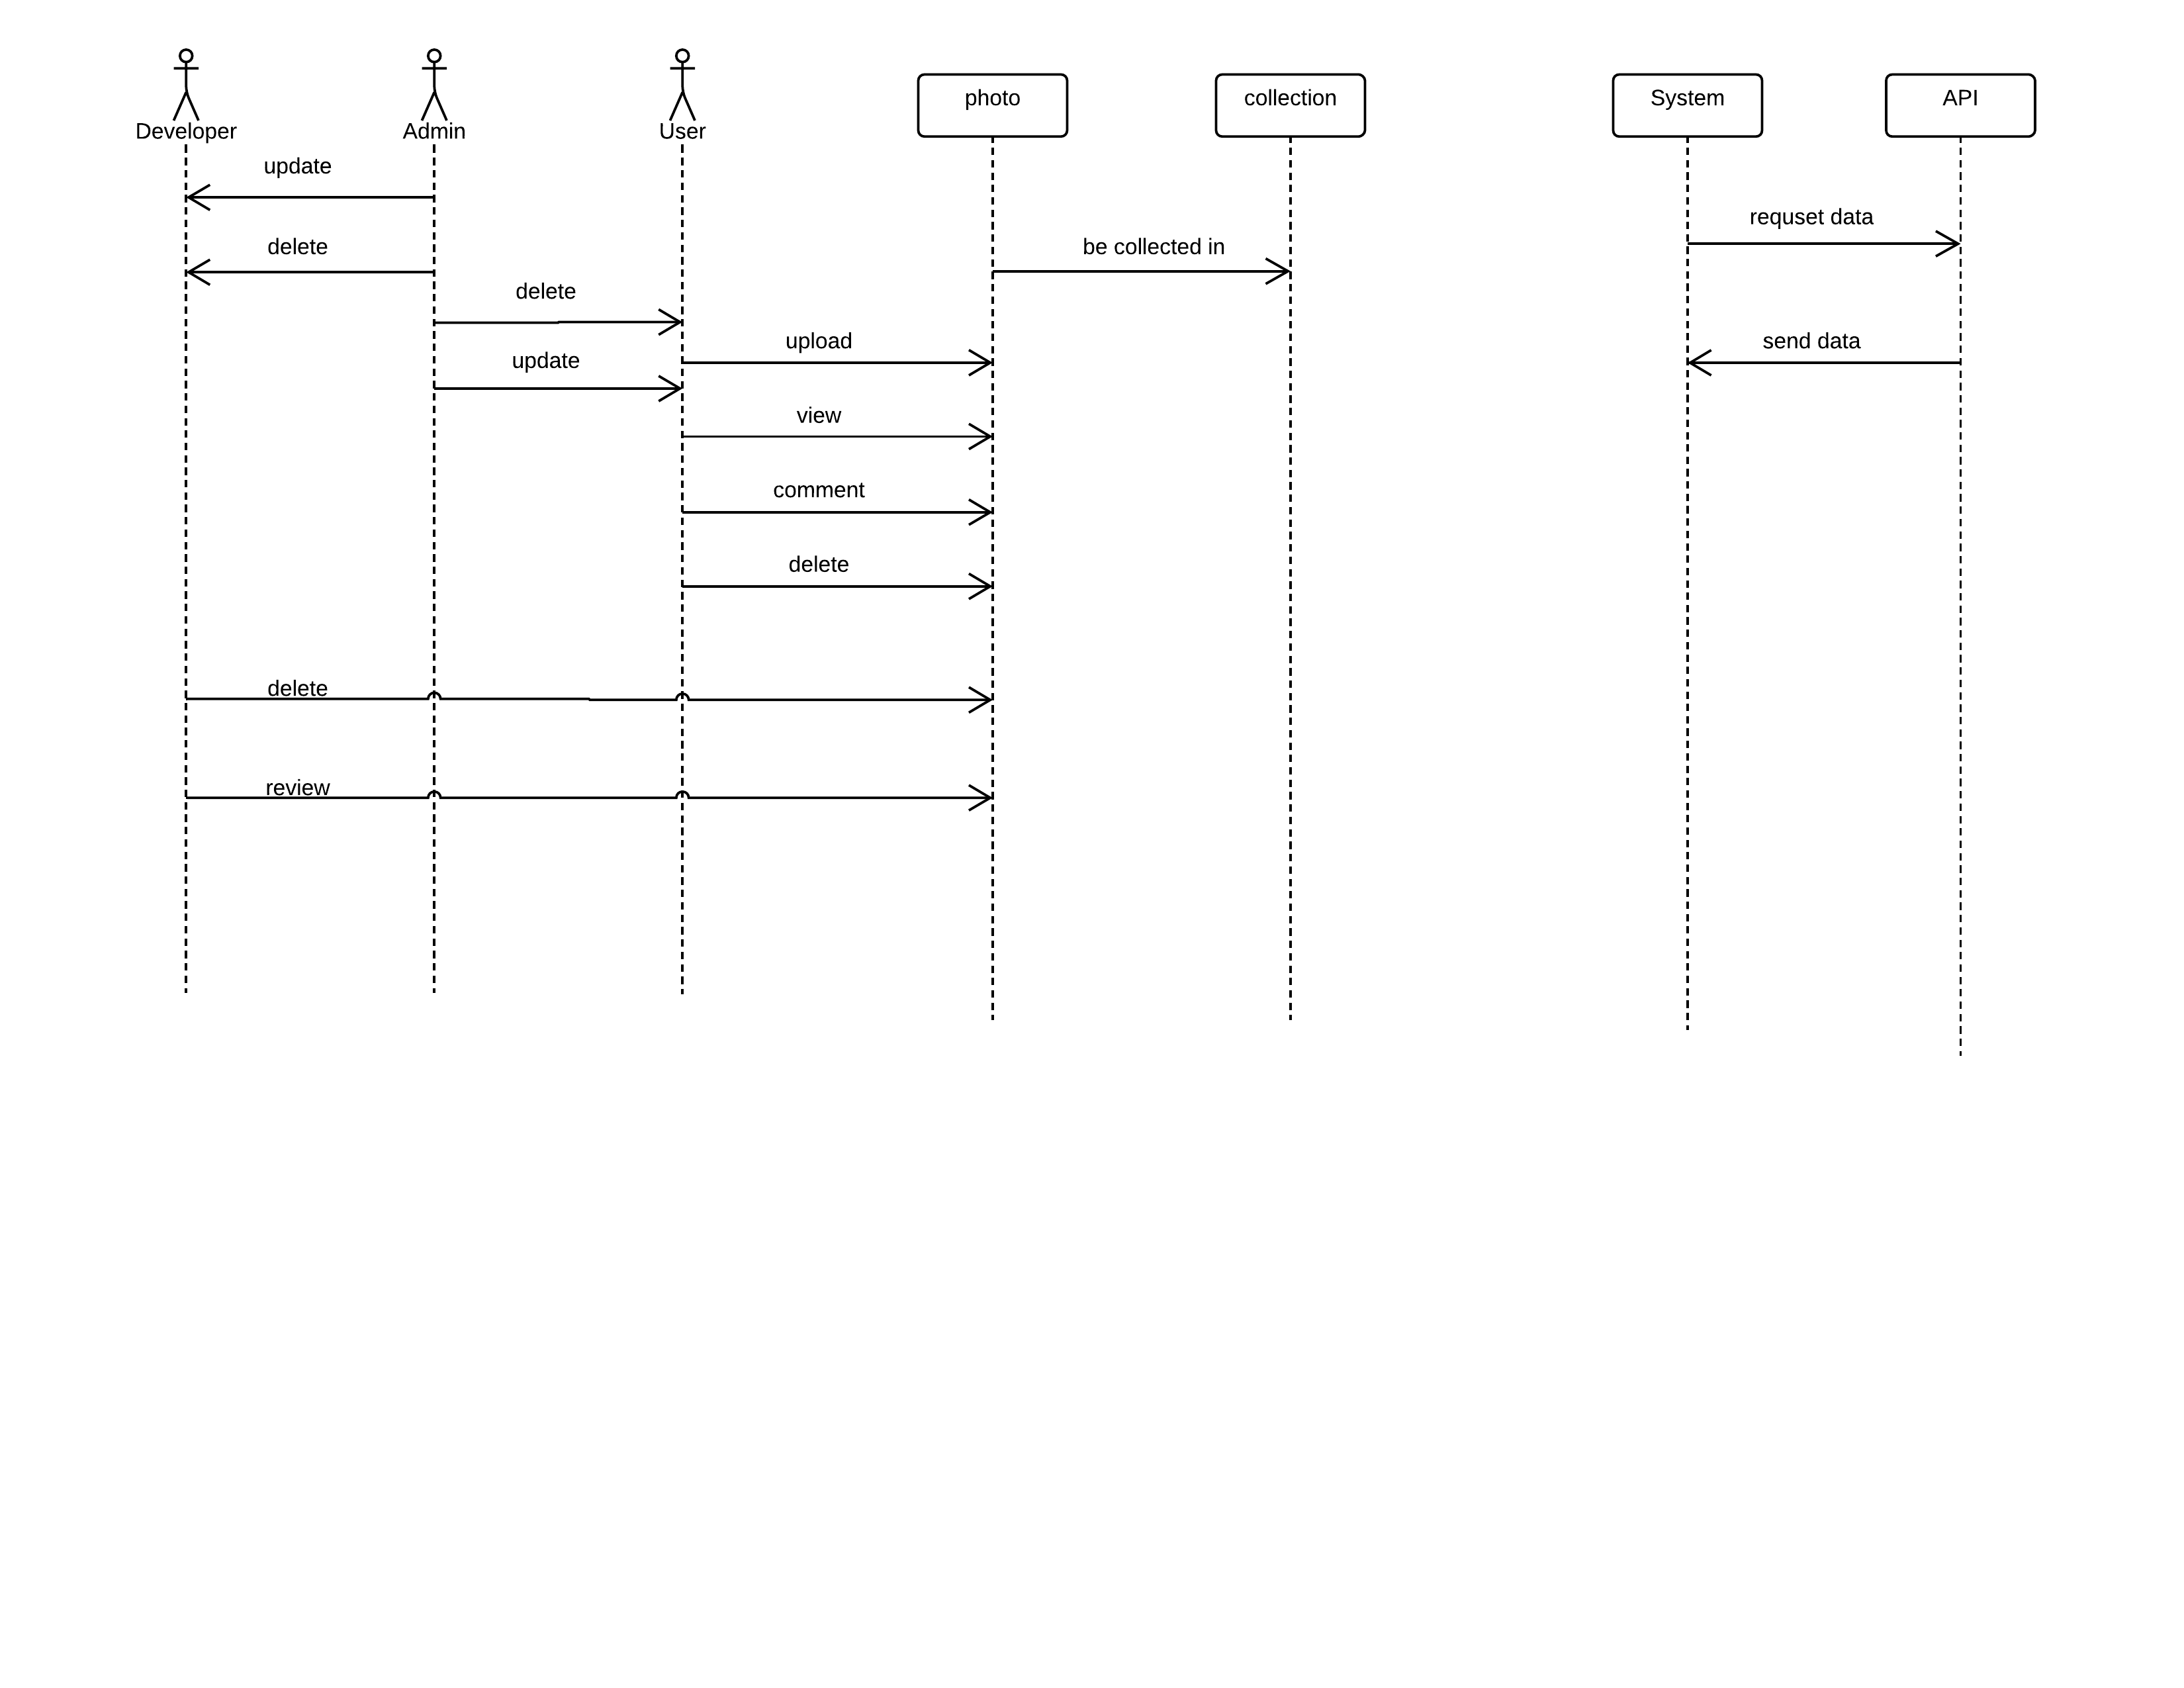 Developer
Admin
User
photo
collection
System
API
update
requset data
delete
be collected in
delete
upload
send data
update
view
comment
delete
delete
review